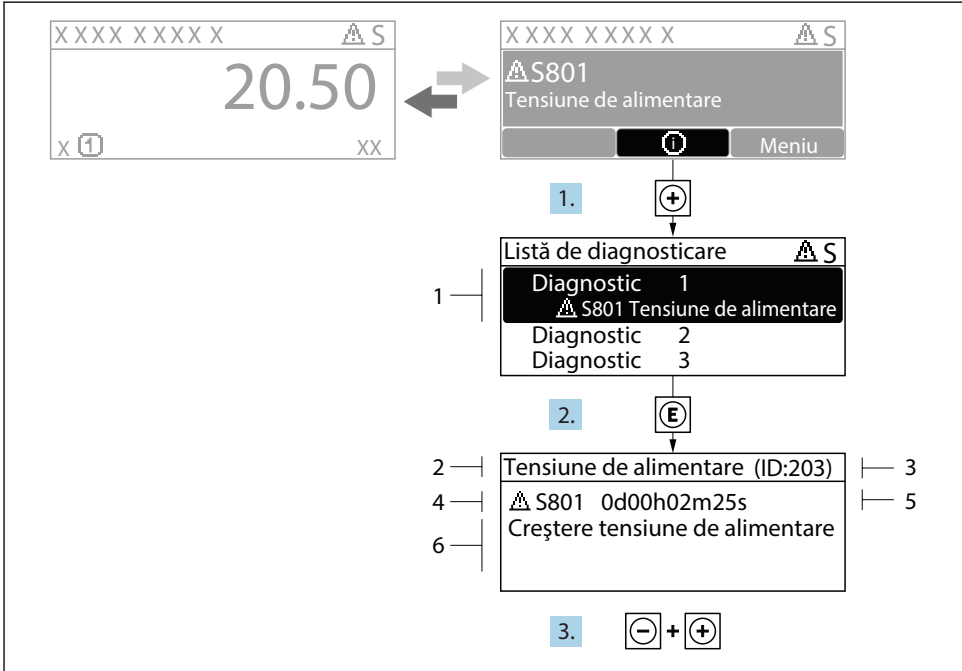 X XXXX XXXXX X ⚠ S
20.50
x ① XX
X XXXX XXXXX X ⚠ S
⚠S801
Tensiune de alimentare
ⓘ Meniu
1. +
Listă de diagnosticare ⚠ S
1
Diagnostic 1
⚠ S801 Tensiune de alimentare
Diagnostic 2
Diagnostic 3
2. E
2 Tensiune de alimentare (ID:203) 3
4 ⚠ S801 0d00h02m25s 5
6 Creştere tensiune de alimentare
3. − + +